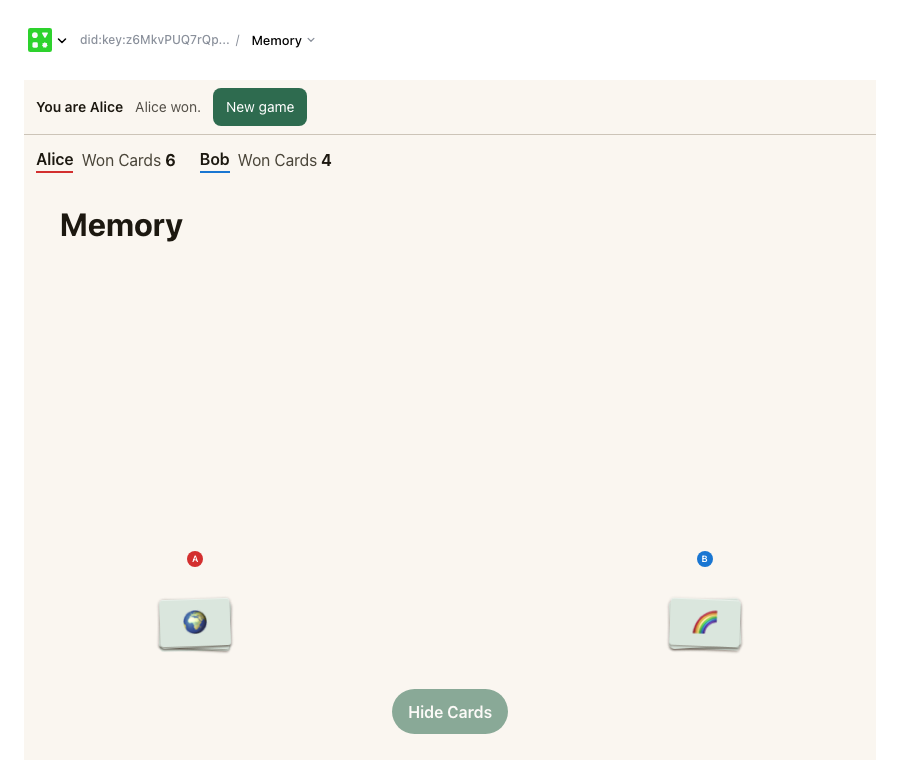 did:key:z6MkvPUQ7rQp... / Memory
You are Alice Alice won. New game
Alice Won Cards 6 Bob Won Cards 4
Memory
A B
Hide Cards